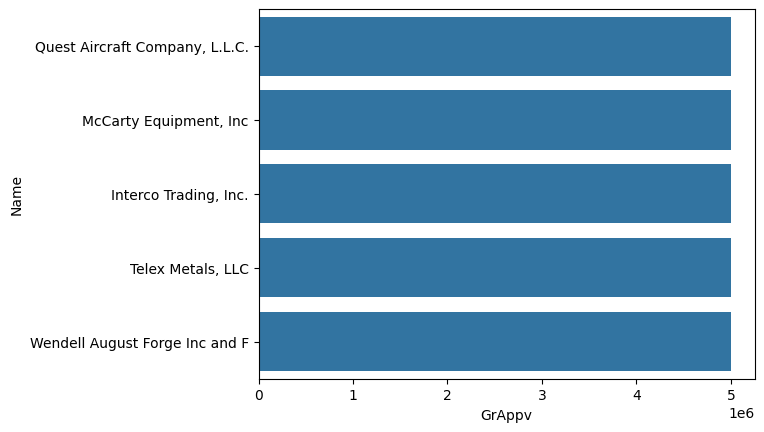 Quest Aircraft Company, L.L.C.
McCarty Equipment, Inc
Interco Trading, Inc.
Telex Metals, LLC
Wendell August Forge Inc and F
Name
0 1 2 3 4 5
1e6
GrAppv